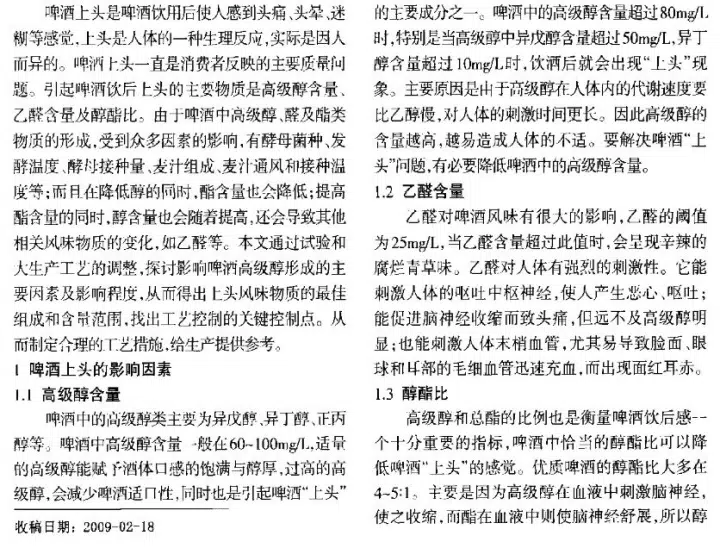 啤酒上头是啤酒饮用后使人感到头痛、头晕、迷
糊等感觉,上头是人体的一种生理反应,实际是因人
而异的。啤酒上头一直是消费者反映的主要质量问
题。引起啤酒饮后上头的主要物质是高级醇含量、
乙醛含量及醇酯比。由于啤酒中高级醇、醛及酯类
物质的形成,受到众多因素的影响,有酵母菌种、发
酵温度、酵母接种量、麦汁组成、麦汁通风和接种温
度等;而且在降低醇的同时,酯含量也会降低;提高
酯含量的同时,醇含量也会随着提高,还会导致其他
相关风味物质的变化,如乙醛等。本文通过试验和
大生产工艺的调整,探讨影响啤酒高级醇形成的主
要因素及影响程度,从而得出上头风味物质的最佳
组成和含量范围,找出工艺控制的关键控制点。从
而制定合理的工艺措施,给生产提供参考。
1 啤酒上头的影响因素
1.1 高级醇含量
啤酒中的高级醇类主要为异戊醇、异丁醇、正丙
醇等。啤酒中高级醇含量一般在60~100mg/L,适量
的高级醇能赋予酒体口感的饱满与醇厚,过高的高
级醇,会减少啤酒适口性,同时也是引起啤酒“上头”
收稿日期:2009-02-18
的主要成分之一。啤酒中的高级醇含量超过80mg/L
时,特别是当高级醇中异戊醇含量超过50mg/L,异丁
醇含量超过10mg/L时,饮酒后就会出现“上头”现
象。主要原因是由于高级醇在人体内的代谢速度要
比乙醇慢,对人体的刺激时间更长。因此高级醇的
含量越高,越易造成人体的不适。要解决啤酒“上
头”问题,有必要降低啤酒中的高级醇含量。
1.2 乙醛含量
乙醛对啤酒风味有很大的影响,乙醛的阈值
为25mg/L,当乙醛含量超过此值时,会呈现辛辣的
腐烂青草味。乙醛对人体有强烈的刺激性。它能
刺激人体的呕吐中枢神经,使人产生恶心、呕吐;
能促进脑神经收缩而致头痛,但远不及高级醇明
显;也能刺激人体末梢血管,尤其易导致脸面、眼
球和耳部的毛细血管迅速充血,而出现面红耳赤。
1.3 醇酯比
高级醇和总酯的比例也是衡量啤酒饮后感一
个十分重要的指标,啤酒中恰当的醇酯比可以降
低啤酒“上头”的感觉。优质啤酒的醇酯比大多在
4~5:1。主要是因为高级醇在血液中刺激脑神经,
使之收缩,而酯在血液中则使脑神经舒展,所以醇